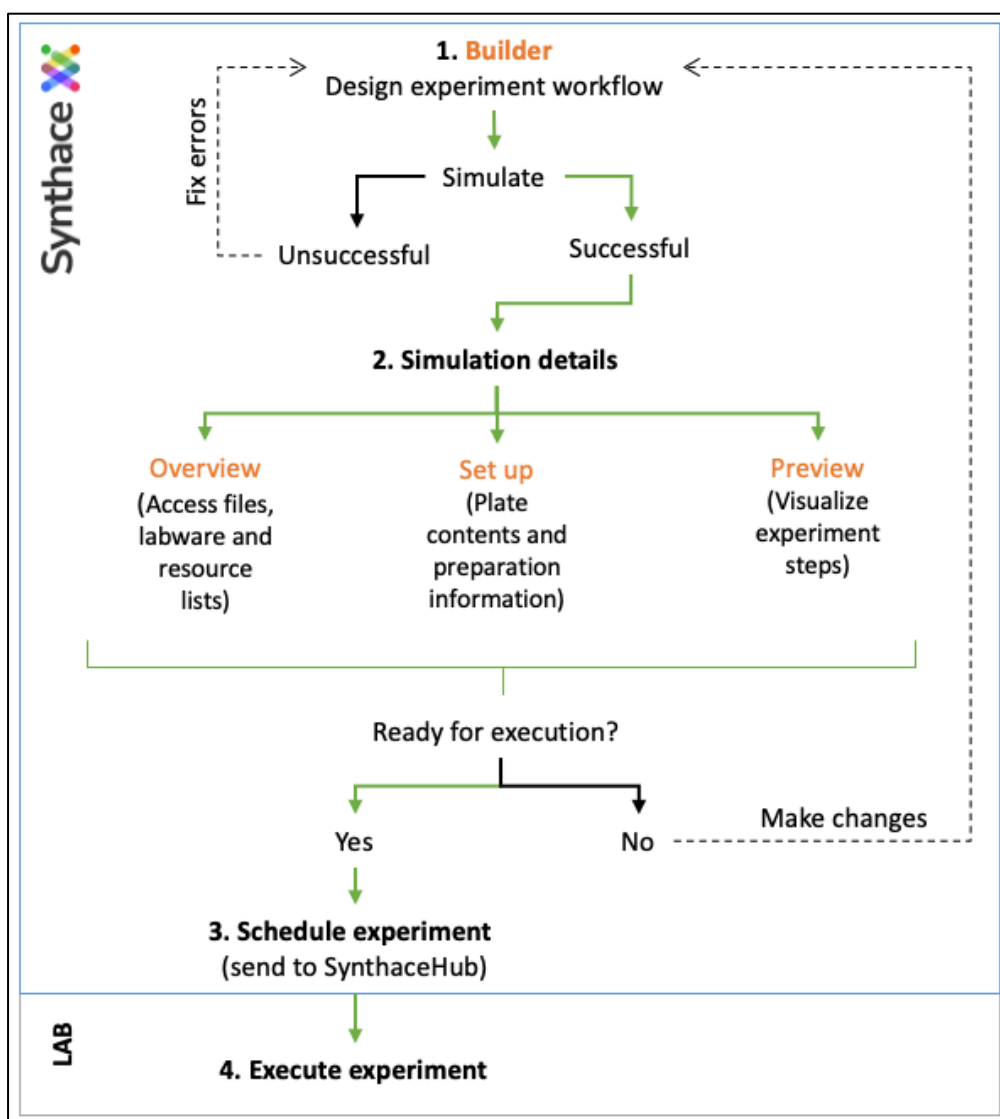 Synthace
1. Builder
Design experiment workflow
Fix errors
Simulate
Unsuccessful
Successful
2. Simulation details
Overview
(Access files,
labware and
resource
lists)
Set up
(Plate
contents and
preparation
information)
Preview
(Visualize
experiment
steps)
Ready for execution?
Yes
No
Make changes
3. Schedule experiment
(send to SynthaceHub)
LAB
4. Execute experiment